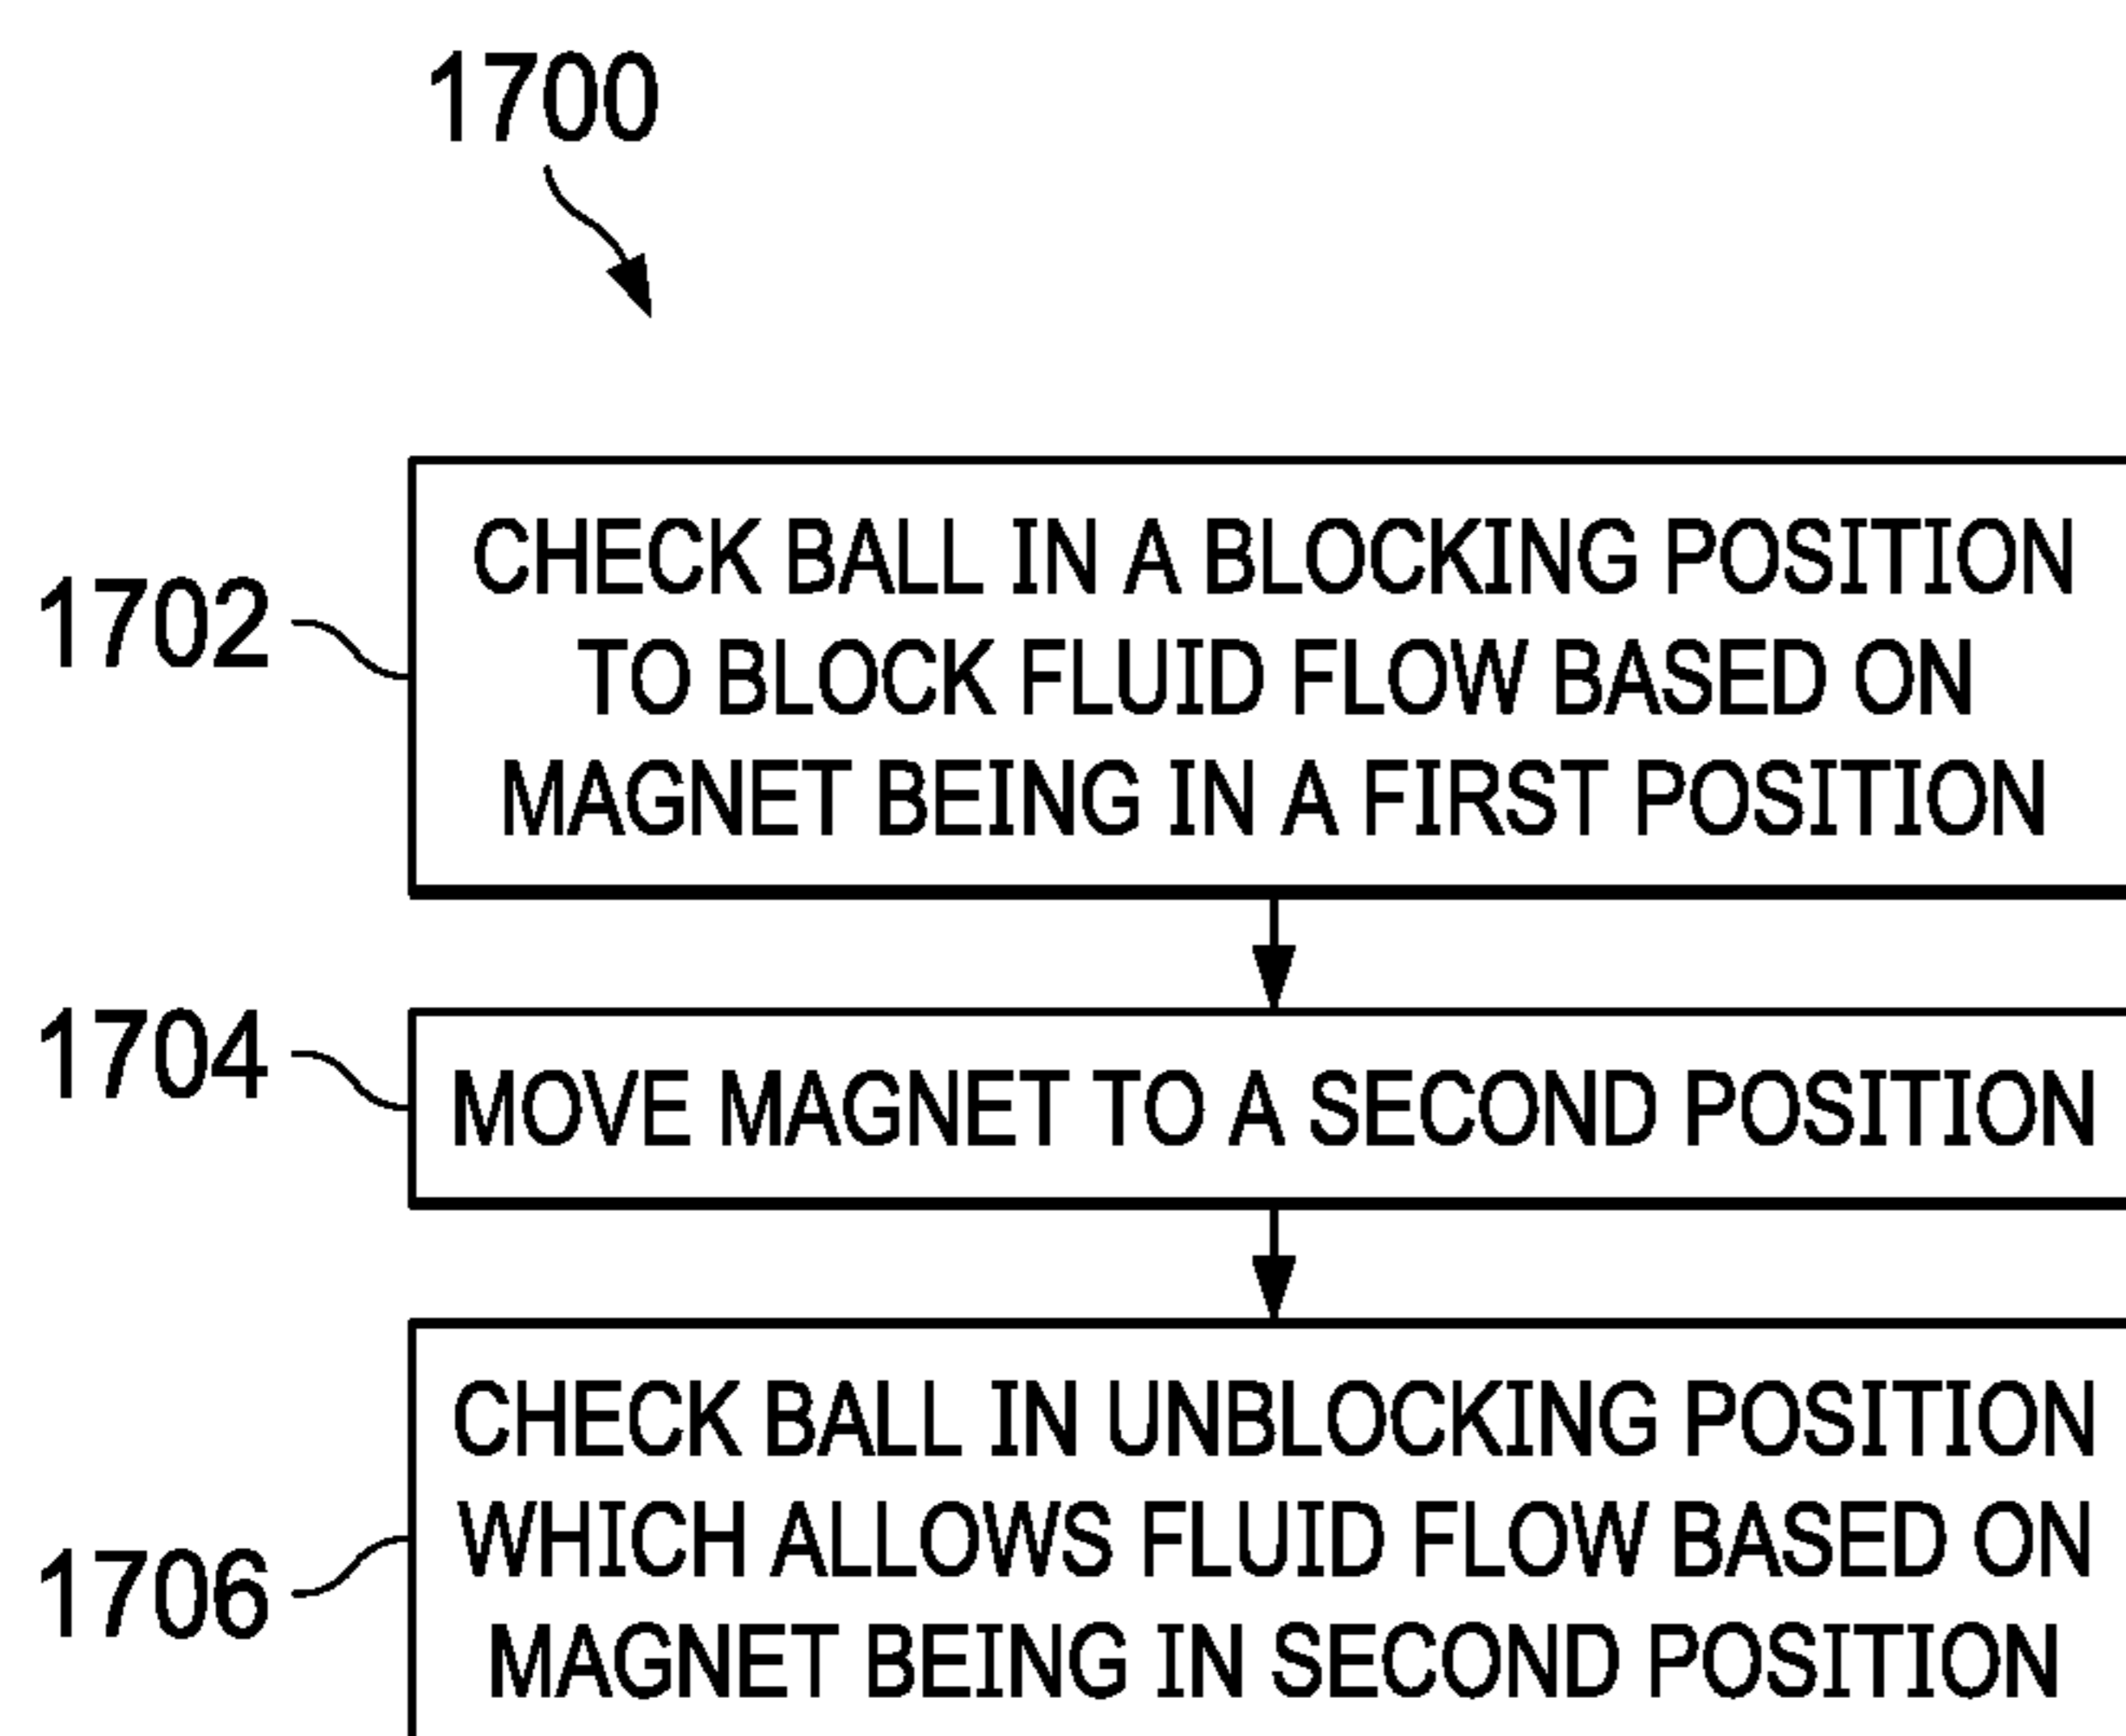 1700
1702
CHECK BALL IN A BLOCKING POSITION
TO BLOCK FLUID FLOW BASED ON
MAGNET BEING IN A FIRST POSITION
1704
MOVE MAGNET TO A SECOND POSITION
1706
CHECK BALL IN UNBLOCKING POSITION
WHICH ALLOWS FLUID FLOW BASED ON
MAGNET BEING IN SECOND POSITION